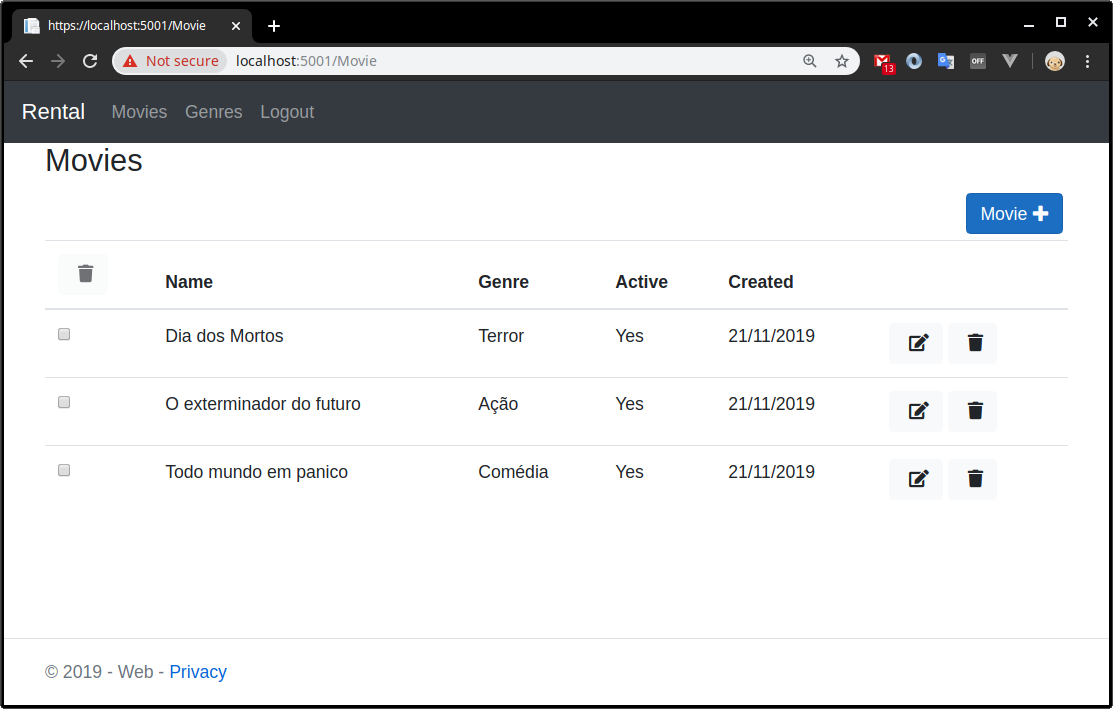 https://localhost:5001/Movie
Not secure localhost:5001/Movie 13 OFF
Rental Movies Genres Logout
Movies
Movie
Name Genre Active Created
Dia dos Mortos Terror Yes 21/11/2019
O exterminador do futuro Ação Yes 21/11/2019
Todo mundo em panico Comédia Yes 21/11/2019
© 2019 - Web - Privacy